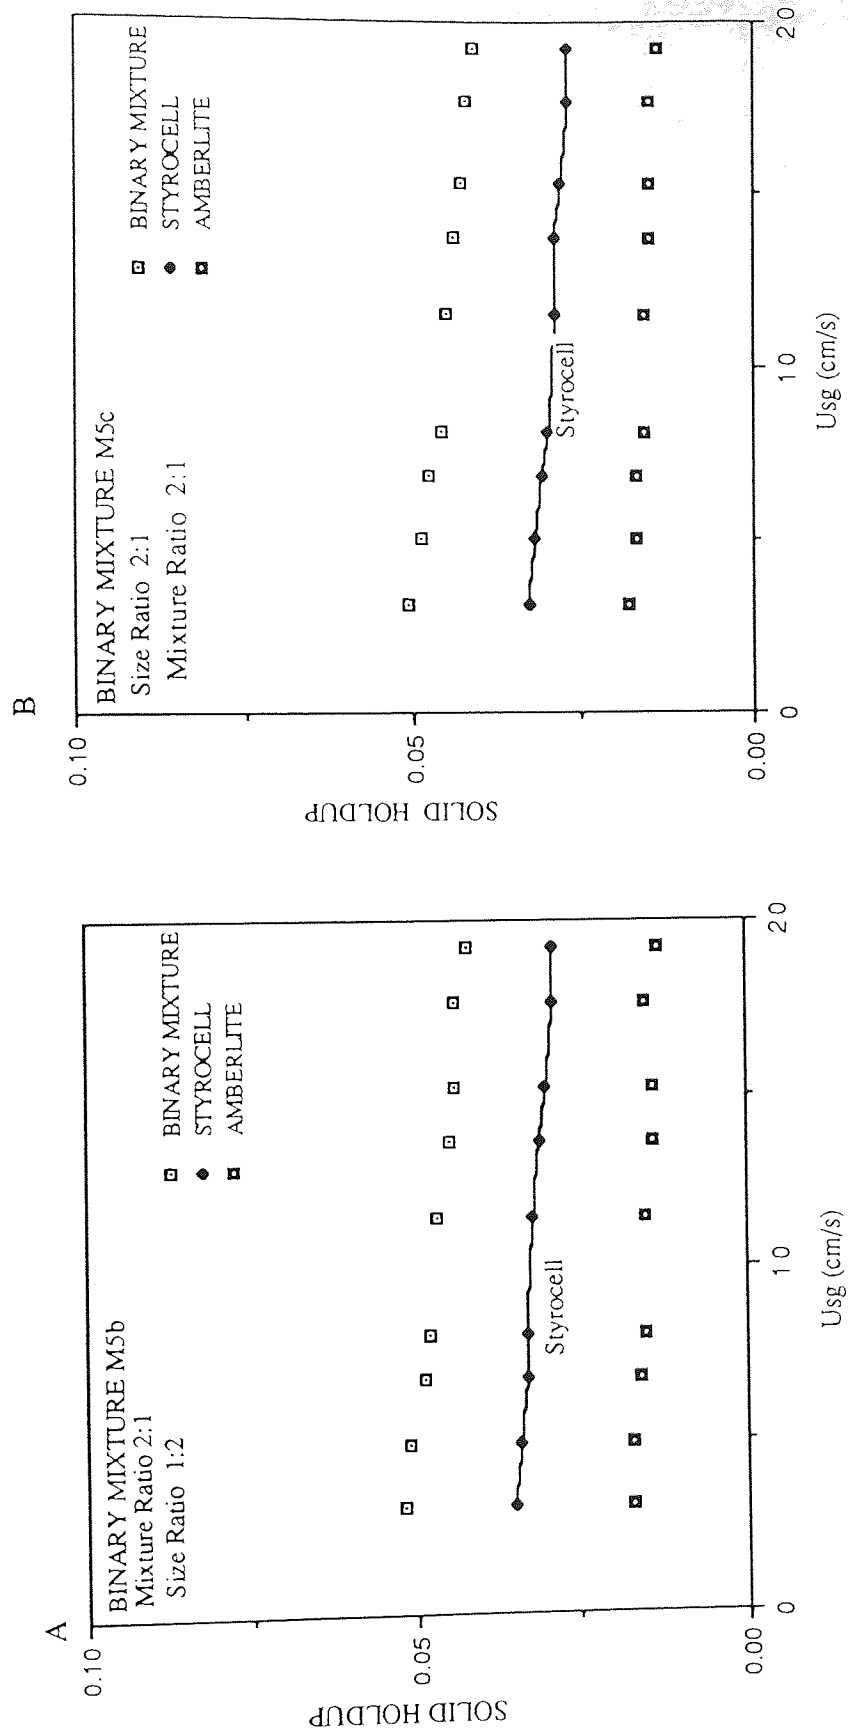 A
BINARY MIXTURE M5b
Mixture Ratio 2:1
Size Ratio 1:2
BINARY MIXTURE
STYROCELL
AMBERLITE
Styrocell
0.10
0.05
0.00
SOLID HOLDUP
0
10
20
Usg (cm/s)
B
BINARY MIXTURE M5c
Size Ratio 2:1
Mixture Ratio 2:1
BINARY MIXTURE
STYROCELL
AMBERLITE
Styrocell
0.10
0.05
0.00
SOLID HOLDUP
0
10
20
Usg (cm/s)